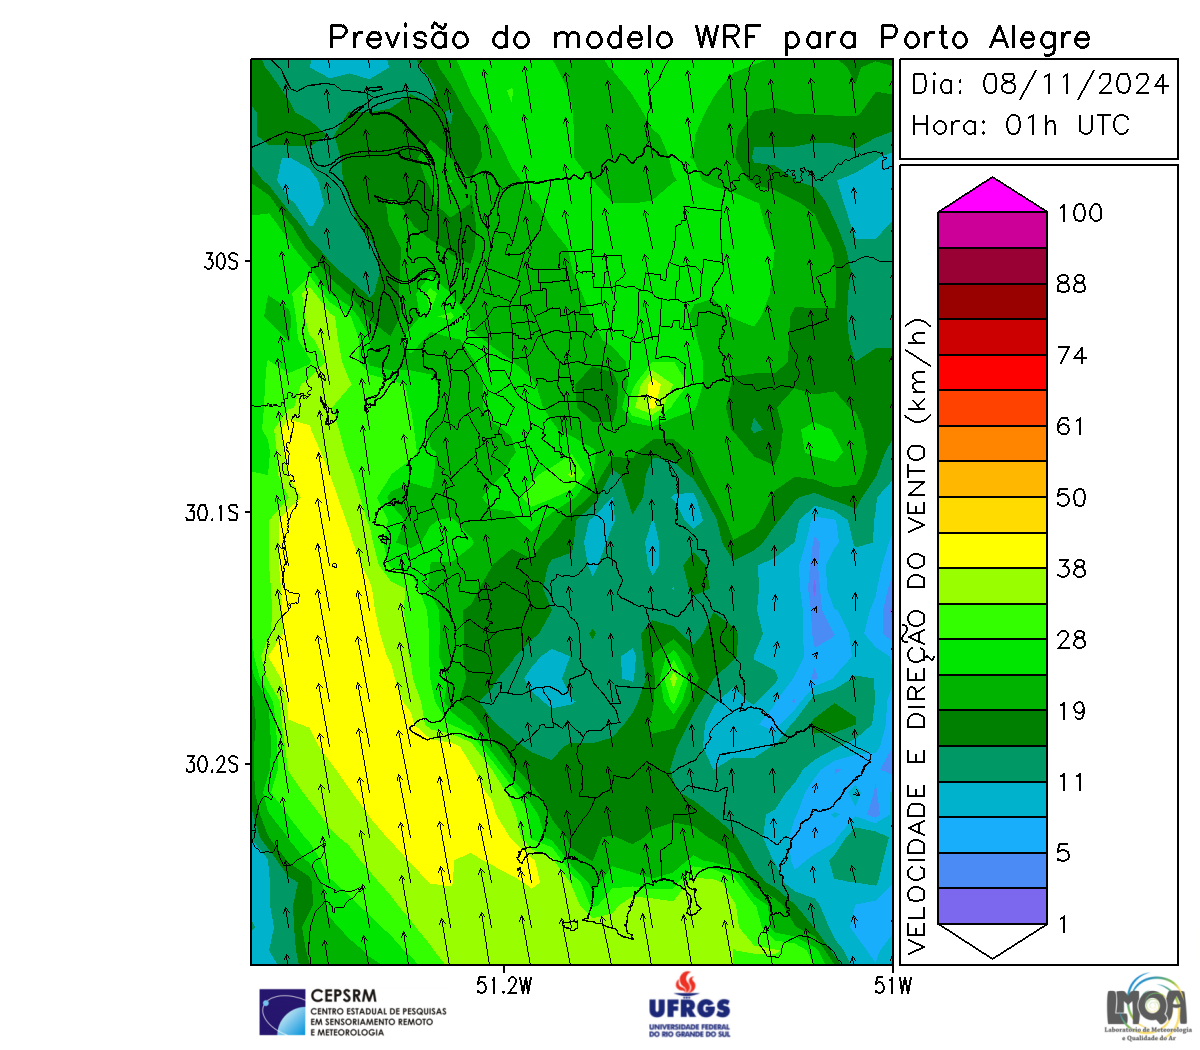 Previsão do modelo WRF para Porto Alegre
Dia: 08/11/2024
Hora: 01h UTC
30S
30.1S
30.2S
51.2W
51W
VELOCIDADE E DIREÇÃO DO VENTO (km/h)
100
88
74
61
50
38
28
19
11
5
1
CEPSRM
CENTRO ESTADUAL DE PESQUISAS
EM SENSORIAMENTO REMOTO
E METEOROLOGIA
UFRGS
UNIVERSIDADE FEDERAL
DO RIO GRANDE DO SUL
LMQA
Laboratório de Meteorologia
e Qualidade do Ar